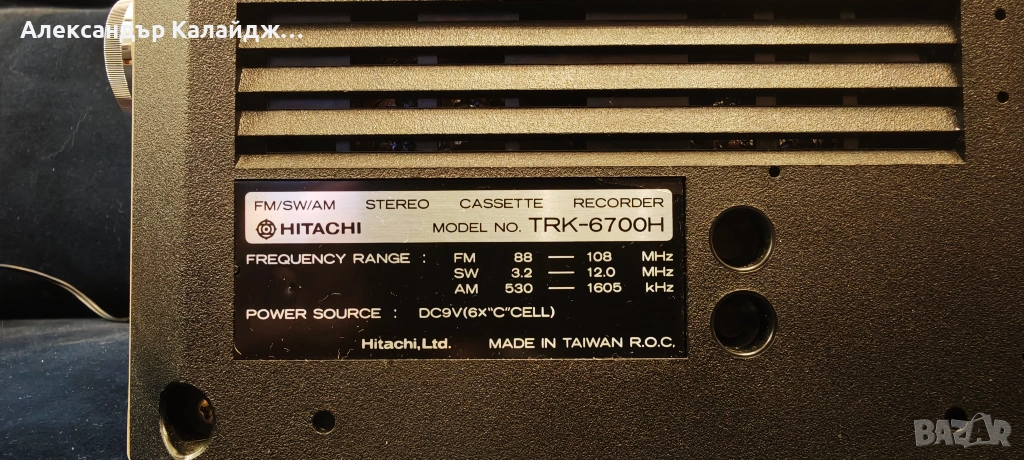 Александър Калайдж...
FM/SW/AM STEREO CASSETTE RECORDER
HITACHI MODEL NO. TRK-6700H
FREQUENCY RANGE : FM 88 — 108 MHz
SW 3.2 — 12.0 MHz
AM 530 — 1605 kHz
POWER SOURCE : DC9V(6x"C"CELL)
Hitachi,Ltd. MADE IN TAIWAN R.O.C.
BAZAR